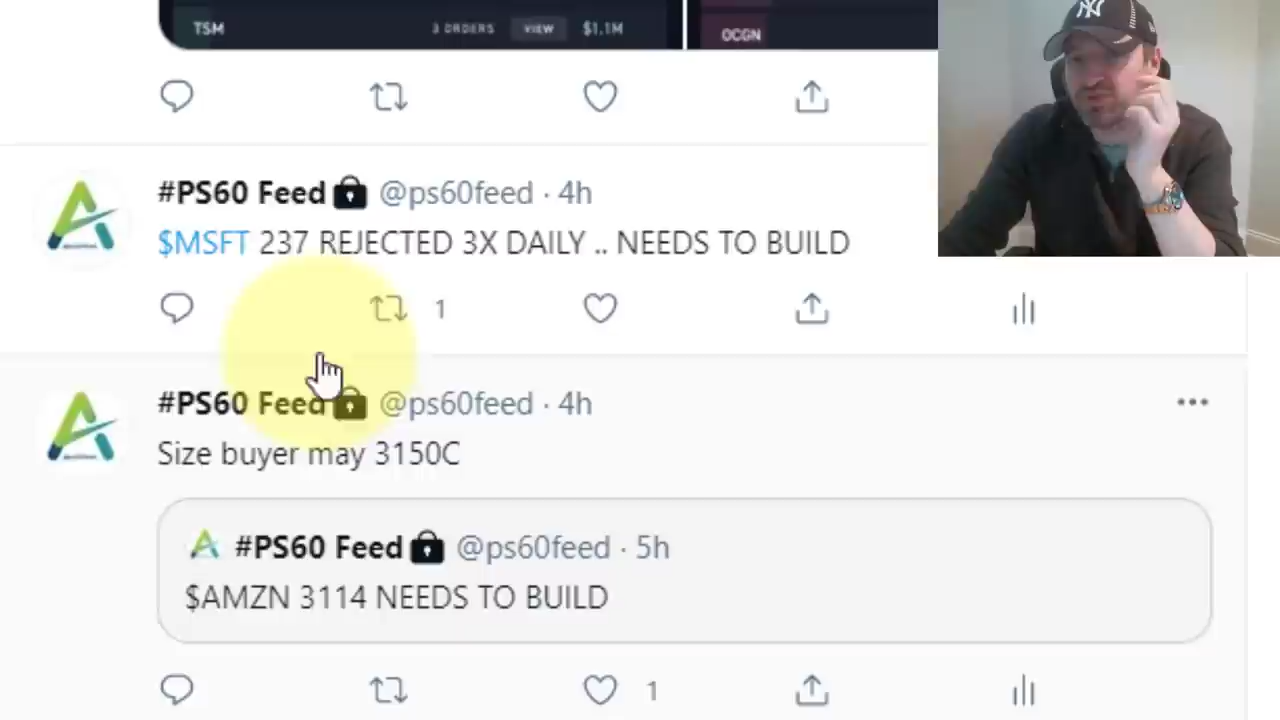 TSM 3 ORDERS VIEW $1.1M OCGN
#PS60 Feed @ps60feed · 4h
$MSFT 237 REJECTED 3X DAILY .. NEEDS TO BUILD
1
#PS60 Feed @ps60feed · 4h
Size buyer may 3150C
#PS60 Feed @ps60feed · 5h
$AMZN 3114 NEEDS TO BUILD
1